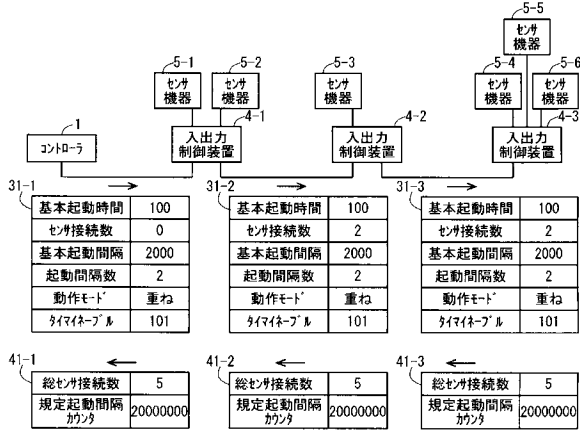 5-5
センサ
機器
5-1
センサ
機器
5-2
センサ
機器
5-3
センサ
機器
5-4
センサ
機器
5-6
センサ
機器
1
コントローラ
4-1
入出力
制御装置
4-2
入出力
制御装置
4-3
入出力
制御装置
31-1
基本起動時間 100
センサ接続数 0
基本起動間隔 2000
起動間隔数 2
動作モード 重ね
タイマイネーブル 101
31-2
基本起動時間 100
センサ接続数 2
基本起動間隔 2000
起動間隔数 2
動作モード 重ね
タイマイネーブル 101
31-3
基本起動時間 100
センサ接続数 2
基本起動間隔 2000
起動間隔数 2
動作モード 重ね
タイマイネーブル 101
41-1
総センサ接続数 5
規定起動間隔
カウンタ 20000000
41-2
総センサ接続数 5
規定起動間隔
カウンタ 20000000
41-3
総センサ接続数 5
規定起動間隔
カウンタ 20000000